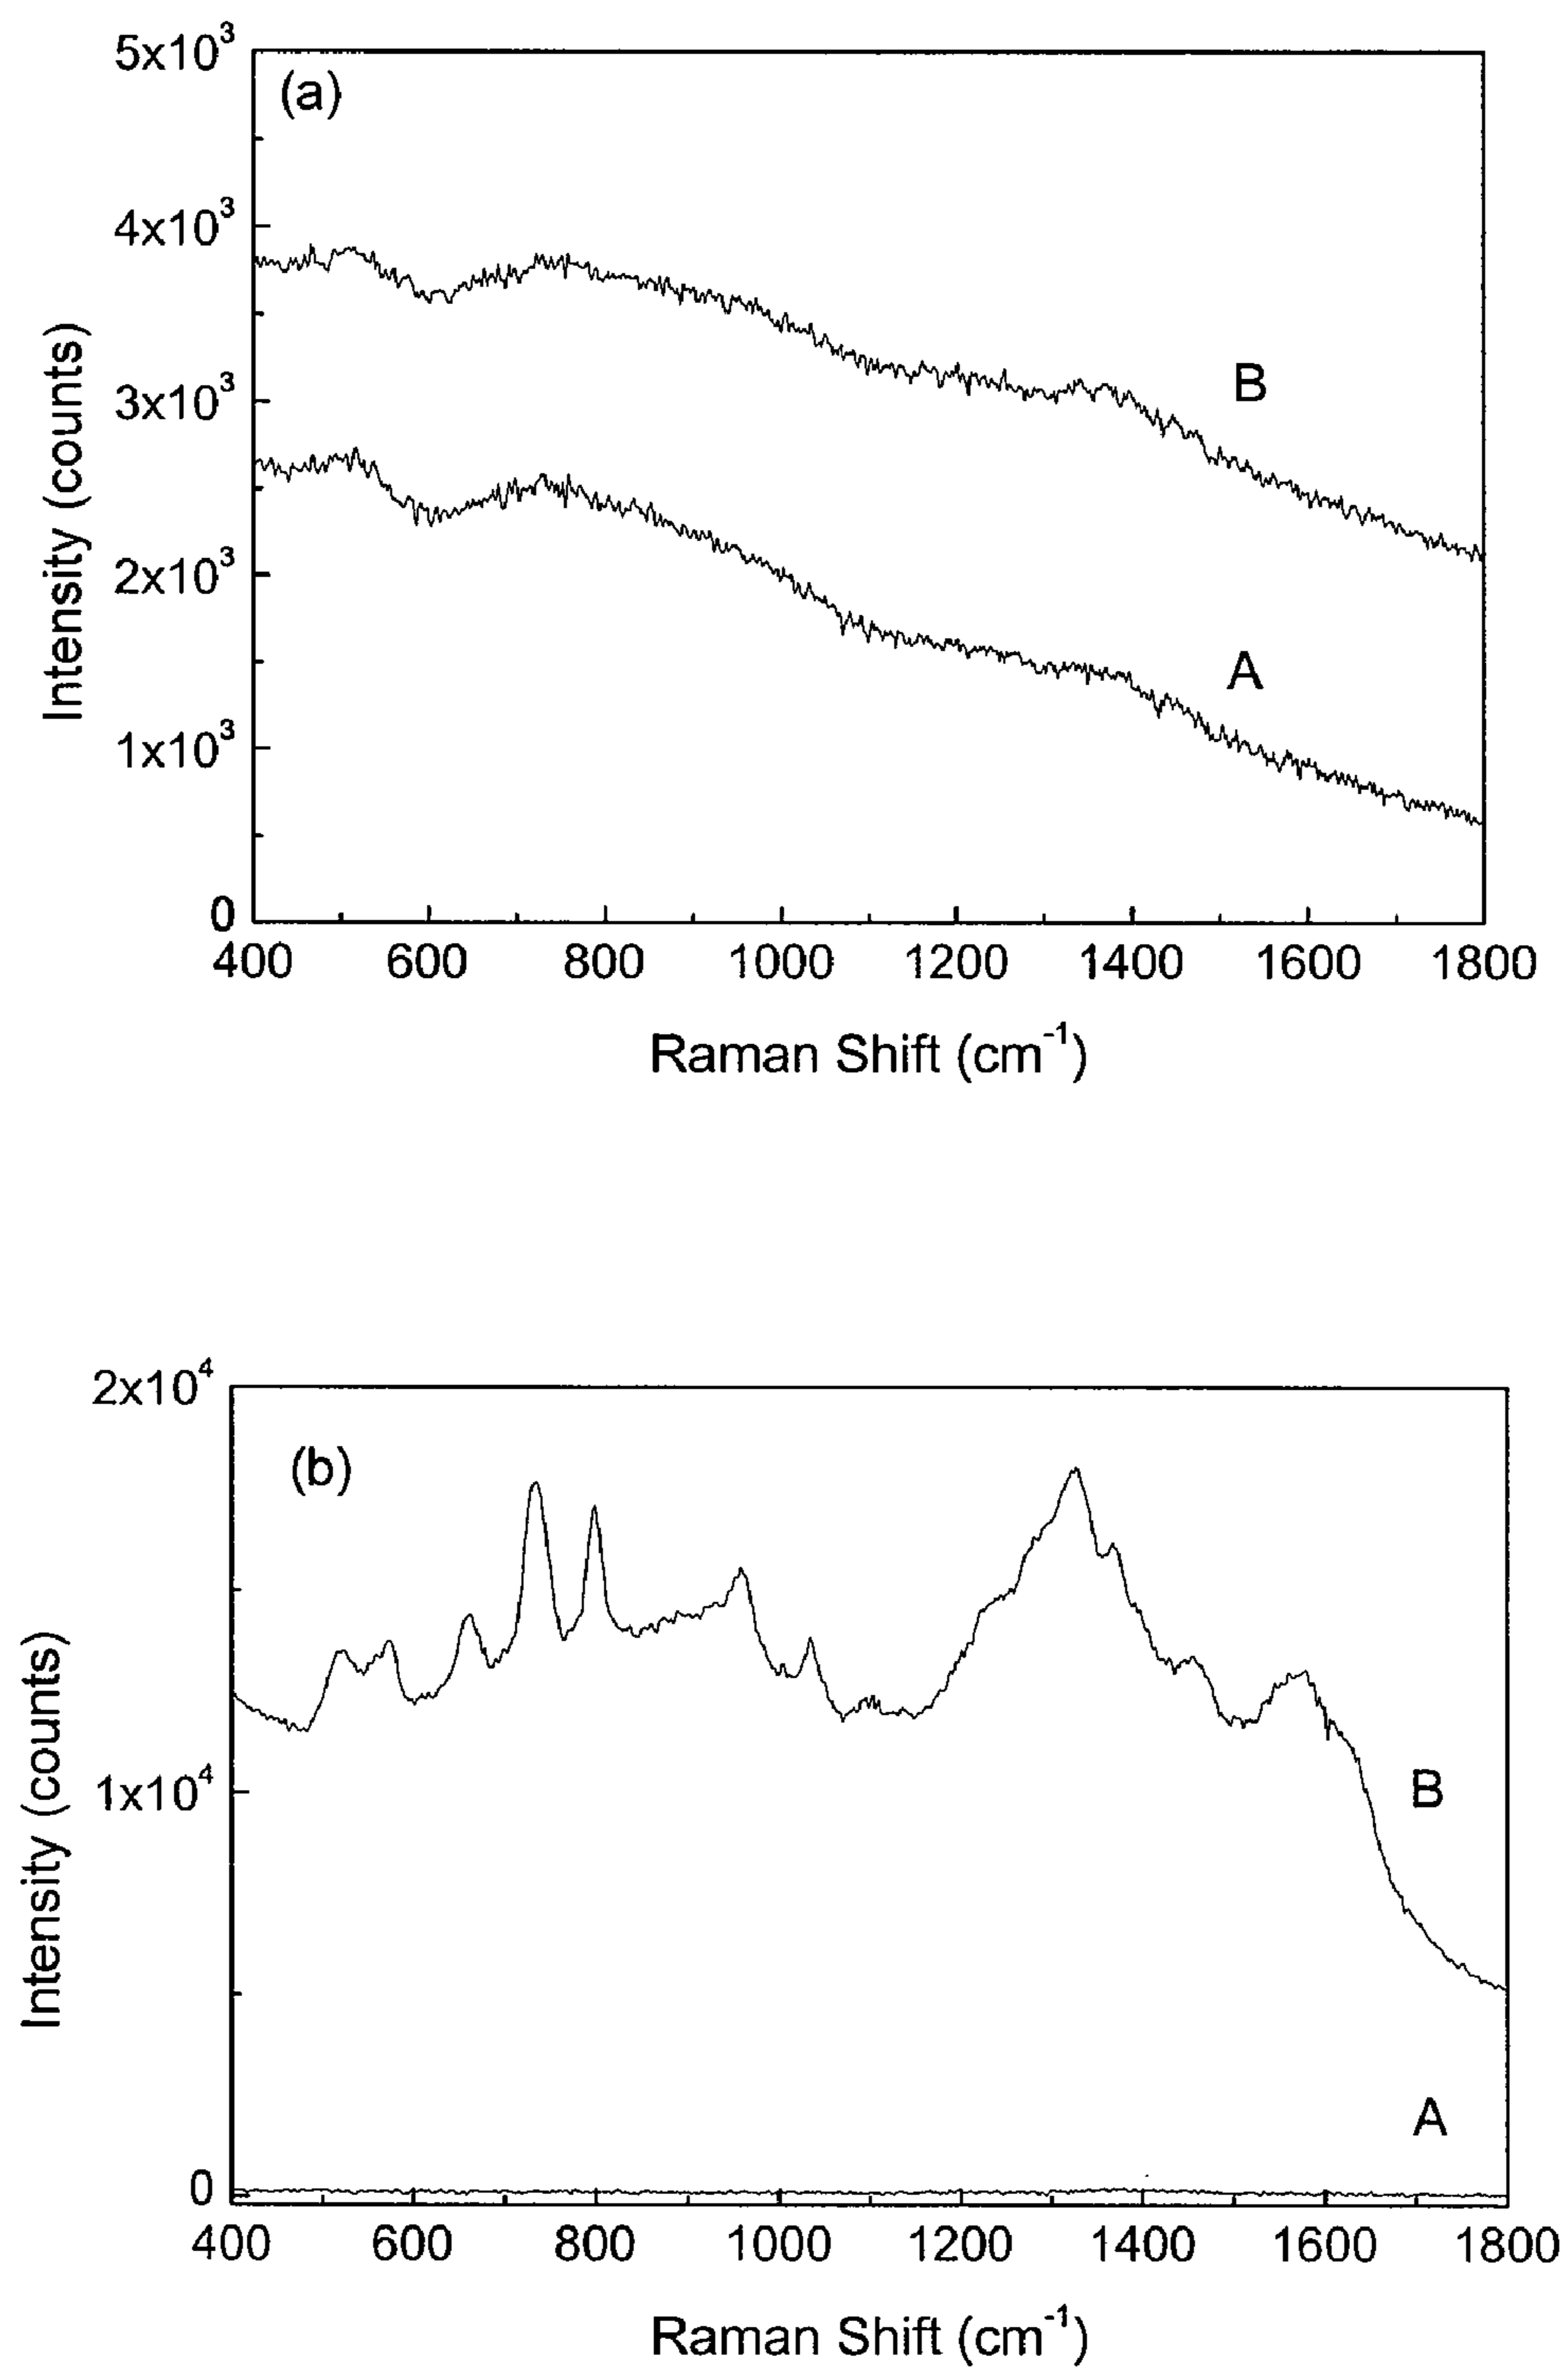 5x10³
(a)
4x10³
3x10³
B
2x10³
A
1x10³
0
400 600 800 1000 1200 1400 1600 1800
Intensity (counts)
Raman Shift (cm⁻¹)
2x10⁴
(b)
1x10⁴
B
A
0
400 600 800 1000 1200 1400 1600 1800
Intensity (counts)
Raman Shift (cm⁻¹)